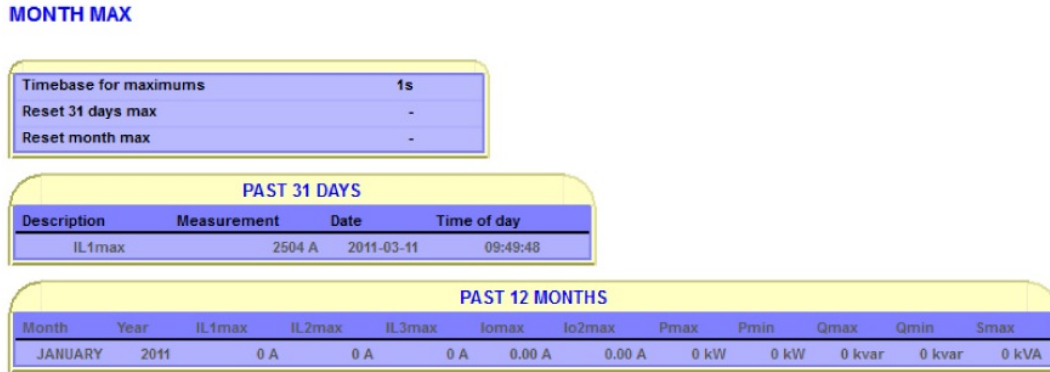 MONTH MAX
Timebase for maximums 1s
Reset 31 days max -
Reset month max -
PAST 31 DAYS
Description Measurement Date Time of day
IL1max 2504 A 2011-03-11 09:49:48
PAST 12 MONTHS
Month Year IL1max IL2max IL3max Iomax Io2max Pmax Pmin Qmax Qmin Smax
JANUARY 2011 0 A 0 A 0 A 0.00 A 0.00 A 0 kW 0 kW 0 kvar 0 kvar 0 kVA